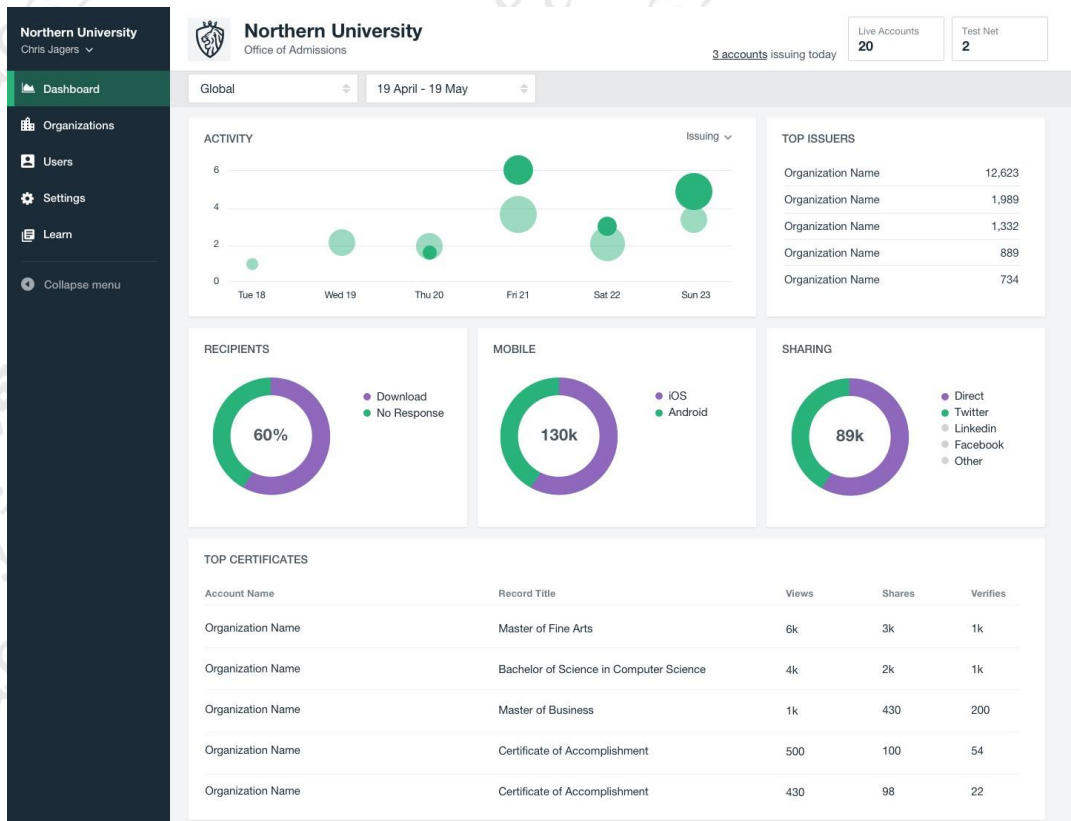 Northern University
Chris Jagers
Dashboard
Organizations
Users
Settings
Learn
Collapse menu
Northern University
Office of Admissions
3 accounts issuing today
Live Accounts
20
Test Net
2
Global
19 April - 19 May
ACTIVITY
Issuing
6
4
2
0
Tue 18 Wed 19 Thu 20 Fri 21 Sat 22 Sun 23
TOP ISSUERS
Organization Name 12,623
Organization Name 1,989
Organization Name 1,332
Organization Name 889
Organization Name 734
RECIPIENTS
60%
Download
No Response
MOBILE
130k
iOS
Android
SHARING
89k
Direct
Twitter
Linkedin
Facebook
Other
TOP CERTIFICATES
Account Name Record Title Views Shares Verifies
Organization Name Master of Fine Arts 6k 3k 1k
Organization Name Bachelor of Science in Computer Science 4k 2k 1k
Organization Name Master of Business 1k 430 200
Organization Name Certificate of Accomplishment 500 100 54
Organization Name Certificate of Accomplishment 430 98 22